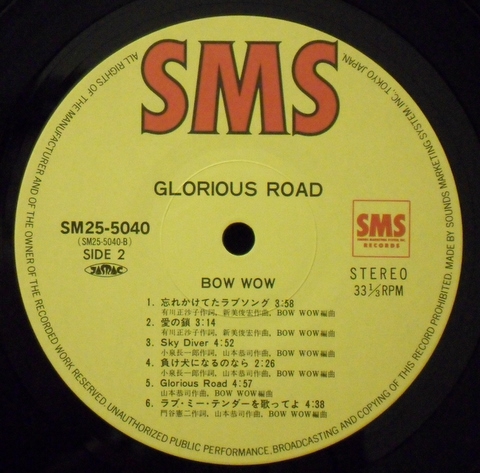 SMS
GLORIOUS ROAD
SM25-5040
(SM25-5040-B)
SIDE 2
JASRAC
SMS
RECORDS
STEREO
33 1/3 RPM
BOW WOW
1. 忘れかけてたラブソング 3:58
有川正沙子作詞, 新美俊宏作曲, BOW WOW編曲
2. 愛の鎖 3:14
有川正沙子作詞, 新美俊宏作曲, BOW WOW編曲
3. Sky Diver 4:52
小泉長一郎作詞, 山本恭司作曲, BOW WOW編曲
4. 負け犬になるのなら 2:26
小泉長一郎作詞, 山本恭司作曲, BOW WOW編曲
5. Glorious Road 4:57
山本恭司作曲, BOW WOW編曲
6. ラブ・ミー・テンダーを歌ってよ 4:38
門谷憲二作詞, 山本恭司作曲, BOW WOW編曲
ALL RIGHTS OF THE MANUFACTURER AND OF THE OWNER OF THE RECORDED WORK RESERVED. UNAUTHORIZED PUBLIC PERFORMANCE, BROADCASTING AND COPYING OF THIS RECORD PROHIBITED. MADE BY SOUNDS MARKETING SYSTEM, INC., TOKYO JAPAN.